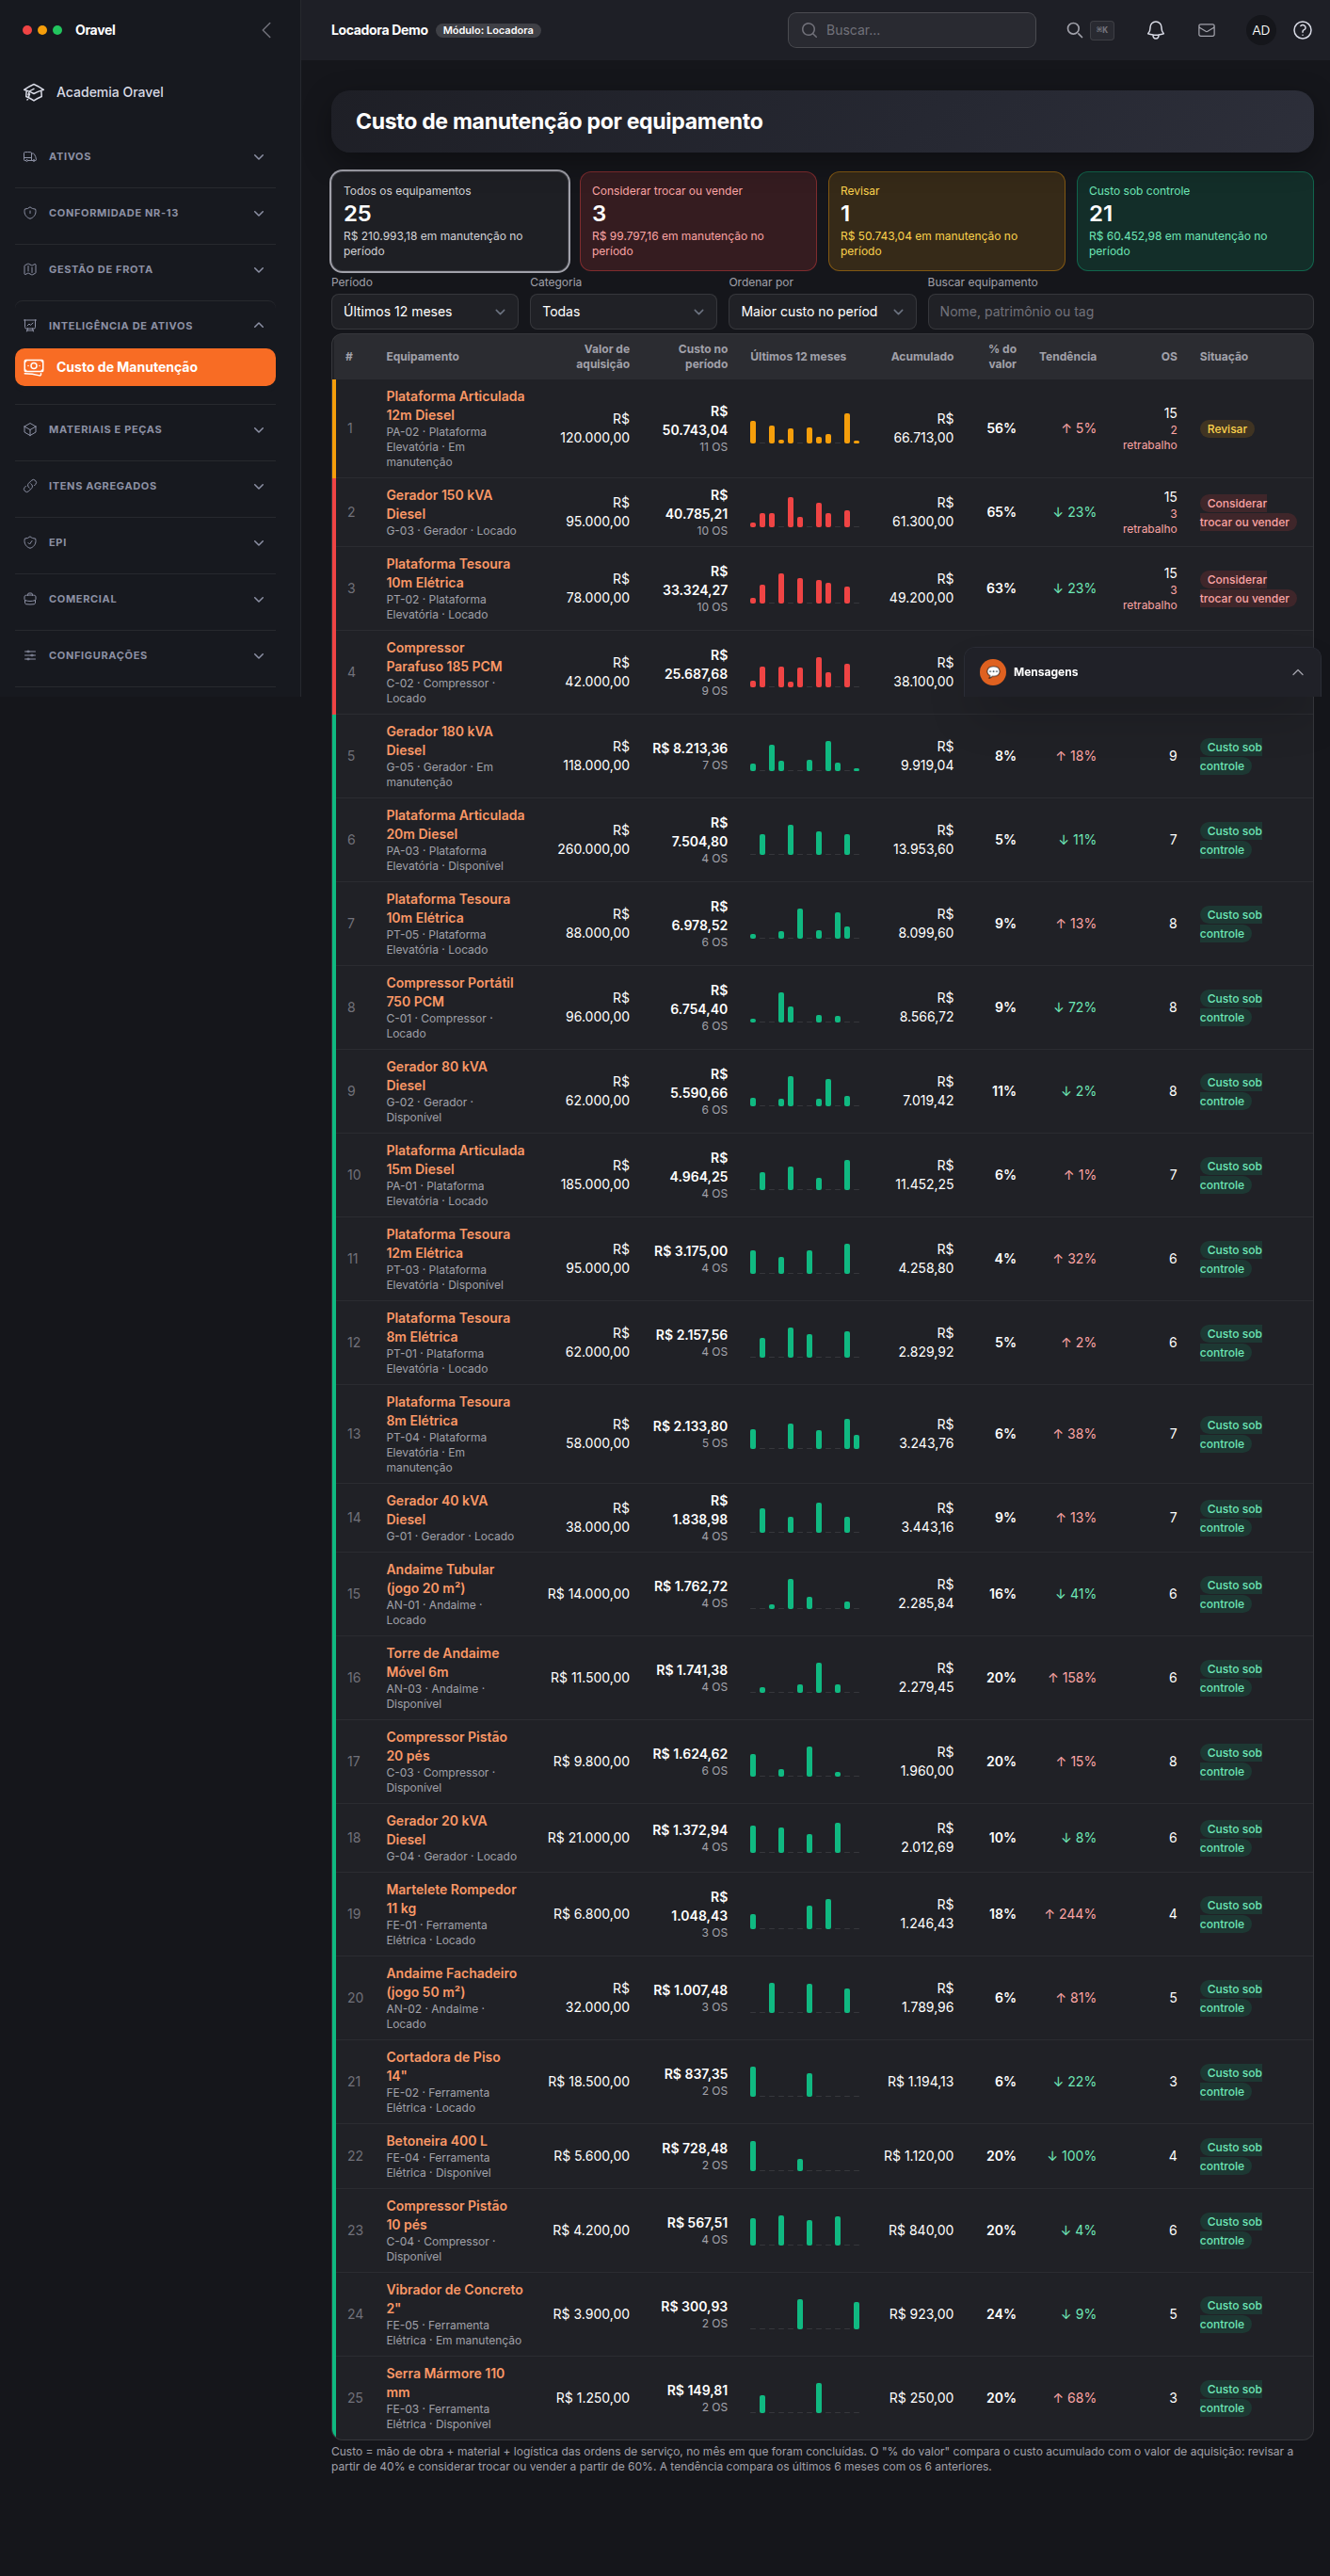 Oravel
Locadora Demo
Módulo: Locadora
Buscar...
⌘K
AD
Academia Oravel
ATIVOS
CONFORMIDADE NR-13
GESTÃO DE FROTA
INTELIGÊNCIA DE ATIVOS
Custo de Manutenção
MATERIAIS E PEÇAS
ITENS AGREGADOS
EPI
COMERCIAL
CONFIGURAÇÕES
Custo de manutenção por equipamento
Todos os equipamentos
25
R$ 210.993,18 em manutenção no
período
Considerar trocar ou vender
3
R$ 99.797,16 em manutenção no
período
Revisar
1
R$ 50.743,04 em manutenção no
período
Custo sob controle
21
R$ 60.452,98 em manutenção no
período
Período
Últimos 12 meses
Categoria
Todas
Ordenar por
Maior custo no períod
Buscar equipamento
Nome, patrimônio ou tag
# Equipamento Valor de aquisição Custo no período Últimos 12 meses Acumulado % do valor Tendência OS Situação
1
Plataforma Articulada
12m Diesel
PA-02 · Plataforma
Elevatória · Em
manutenção
R$
120.000,00
R$
50.743,04
11 OS
R$
66.713,00
56%
↑ 5%
15
2
retrabalho
Revisar
2
Gerador 150 kVA
Diesel
G-03 · Gerador · Locado
R$
95.000,00
R$
40.785,21
10 OS
R$
61.300,00
65%
↓ 23%
15
3
retrabalho
Considerar
trocar ou vender
3
Plataforma Tesoura
10m Elétrica
PT-02 · Plataforma
Elevatória · Locado
R$
78.000,00
R$
33.324,27
10 OS
R$
49.200,00
63%
↓ 23%
15
3
retrabalho
Considerar
trocar ou vender
4
Compressor
Parafuso 185 PCM
C-02 · Compressor ·
Locado
R$
42.000,00
R$
25.687,68
9 OS
R$
38.100,00
Mensagens
5
Gerador 180 kVA
Diesel
G-05 · Gerador · Em
manutenção
R$
118.000,00
R$ 8.213,36
7 OS
R$
9.919,04
8%
↑ 18%
9
Custo sob
controle
6
Plataforma Articulada
20m Diesel
PA-03 · Plataforma
Elevatória · Disponível
R$
260.000,00
R$
7.504,80
4 OS
R$
13.953,60
5%
↓ 11%
7
Custo sob
controle
7
Plataforma Tesoura
10m Elétrica
PT-05 · Plataforma
Elevatória · Locado
R$
88.000,00
R$
6.978,52
6 OS
R$
8.099,60
9%
↑ 13%
8
Custo sob
controle
8
Compressor Portátil
750 PCM
C-01 · Compressor ·
Locado
R$
96.000,00
R$
6.754,40
6 OS
R$
8.566,72
9%
↓ 72%
8
Custo sob
controle
9
Gerador 80 kVA
Diesel
G-02 · Gerador ·
Disponível
R$
62.000,00
R$
5.590,66
6 OS
R$
7.019,42
11%
↓ 2%
8
Custo sob
controle
10
Plataforma Articulada
15m Diesel
PA-01 · Plataforma
Elevatória · Locado
R$
185.000,00
R$
4.964,25
4 OS
R$
11.452,25
6%
↑ 1%
7
Custo sob
controle
11
Plataforma Tesoura
12m Elétrica
PT-03 · Plataforma
Elevatória · Disponível
R$
95.000,00
R$ 3.175,00
4 OS
R$
4.258,80
4%
↑ 32%
6
Custo sob
controle
12
Plataforma Tesoura
8m Elétrica
PT-01 · Plataforma
Elevatória · Locado
R$
62.000,00
R$ 2.157,56
4 OS
R$
2.829,92
5%
↑ 2%
6
Custo sob
controle
13
Plataforma Tesoura
8m Elétrica
PT-04 · Plataforma
Elevatória · Em
manutenção
R$
58.000,00
R$ 2.133,80
5 OS
R$
3.243,76
6%
↑ 38%
7
Custo sob
controle
14
Gerador 40 kVA
Diesel
G-01 · Gerador · Locado
R$
38.000,00
R$
1.838,98
4 OS
R$
3.443,16
9%
↑ 13%
7
Custo sob
controle
15
Andaime Tubular
(jogo 20 m²)
AN-01 · Andaime ·
Locado
R$ 14.000,00
R$ 1.762,72
4 OS
R$
2.285,84
16%
↓ 41%
6
Custo sob
controle
16
Torre de Andaime
Móvel 6m
AN-03 · Andaime ·
Disponível
R$ 11.500,00
R$ 1.741,38
4 OS
R$
2.279,45
20%
↑ 158%
6
Custo sob
controle
17
Compressor Pistão
20 pés
C-03 · Compressor ·
Disponível
R$ 9.800,00
R$ 1.624,62
6 OS
R$
1.960,00
20%
↑ 15%
8
Custo sob
controle
18
Gerador 20 kVA
Diesel
G-04 · Gerador · Locado
R$ 21.000,00
R$ 1.372,94
4 OS
R$
2.012,69
10%
↓ 8%
6
Custo sob
controle
19
Martelete Rompedor
11 kg
FE-01 · Ferramenta
Elétrica · Locado
R$ 6.800,00
R$
1.048,43
3 OS
R$
1.246,43
18%
↑ 244%
4
Custo sob
controle
20
Andaime Fachadeiro
(jogo 50 m²)
AN-02 · Andaime ·
Locado
R$
32.000,00
R$ 1.007,48
3 OS
R$
1.789,96
6%
↑ 81%
5
Custo sob
controle
21
Cortadora de Piso
14"
FE-02 · Ferramenta
Elétrica · Locado
R$ 18.500,00
R$ 837,35
2 OS
R$ 1.194,13
6%
↓ 22%
3
Custo sob
controle
22
Betoneira 400 L
FE-04 · Ferramenta
Elétrica · Disponível
R$ 5.600,00
R$ 728,48
2 OS
R$ 1.120,00
20%
↓ 100%
4
Custo sob
controle
23
Compressor Pistão
10 pés
C-04 · Compressor ·
Disponível
R$ 4.200,00
R$ 567,51
4 OS
R$ 840,00
20%
↓ 4%
6
Custo sob
controle
24
Vibrador de Concreto
2"
FE-05 · Ferramenta
Elétrica · Em manutenção
R$ 3.900,00
R$ 300,93
2 OS
R$ 923,00
24%
↓ 9%
5
Custo sob
controle
25
Serra Mármore 110
mm
FE-03 · Ferramenta
Elétrica · Disponível
R$ 1.250,00
R$ 149,81
2 OS
R$ 250,00
20%
↑ 68%
3
Custo sob
controle
Custo = mão de obra + material + logística das ordens de serviço, no mês em que foram concluídas. O "% do valor" compara o custo acumulado com o valor de aquisição: revisar a
partir de 40% e considerar trocar ou vender a partir de 60%. A tendência compara os últimos 6 meses com os 6 anteriores.